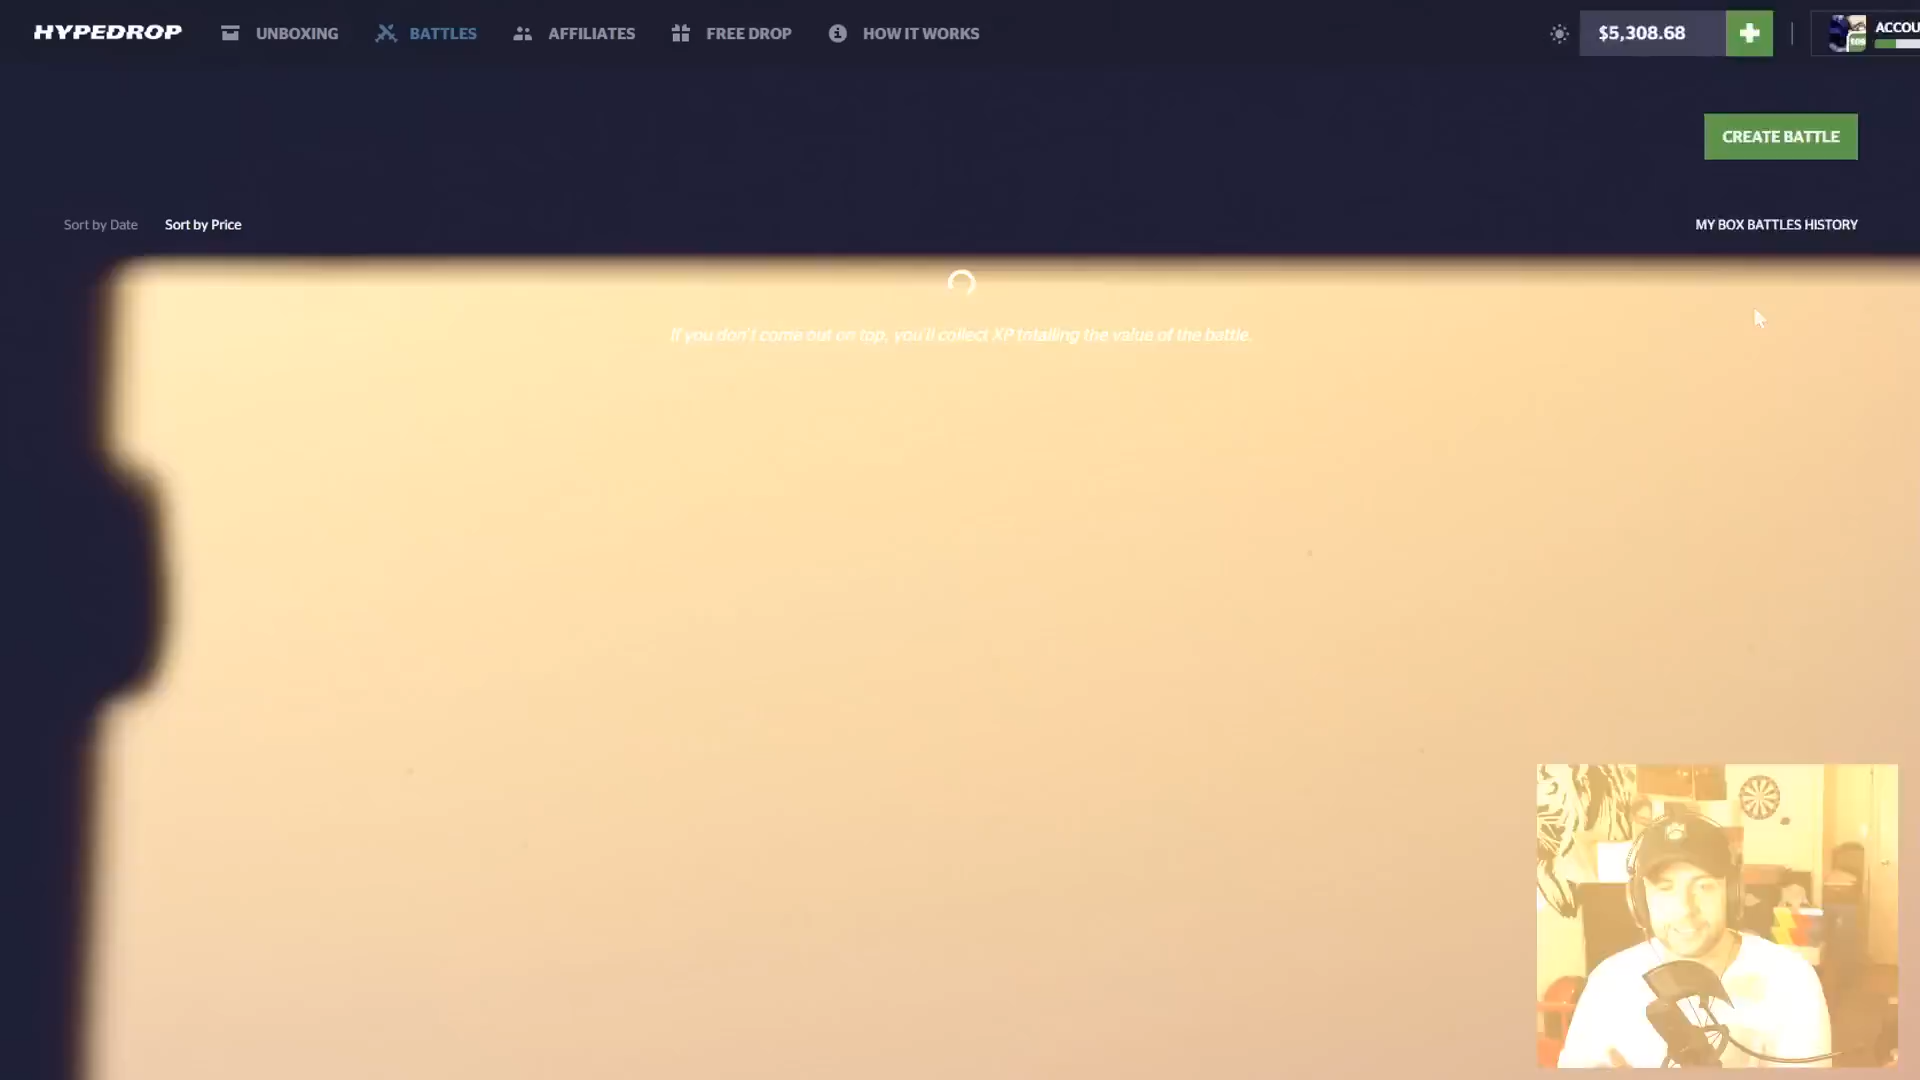 HYPEDROP
UNBOXING
BATTLES
AFFILIATES
FREE DROP
HOW IT WORKS
$5,308.68
ACCOU
CREATE BATTLE
Sort by Date
Sort by Price
MY BOX BATTLES HISTORY
If you don't come out on top, you'll collect XP totalling the value of the battle.